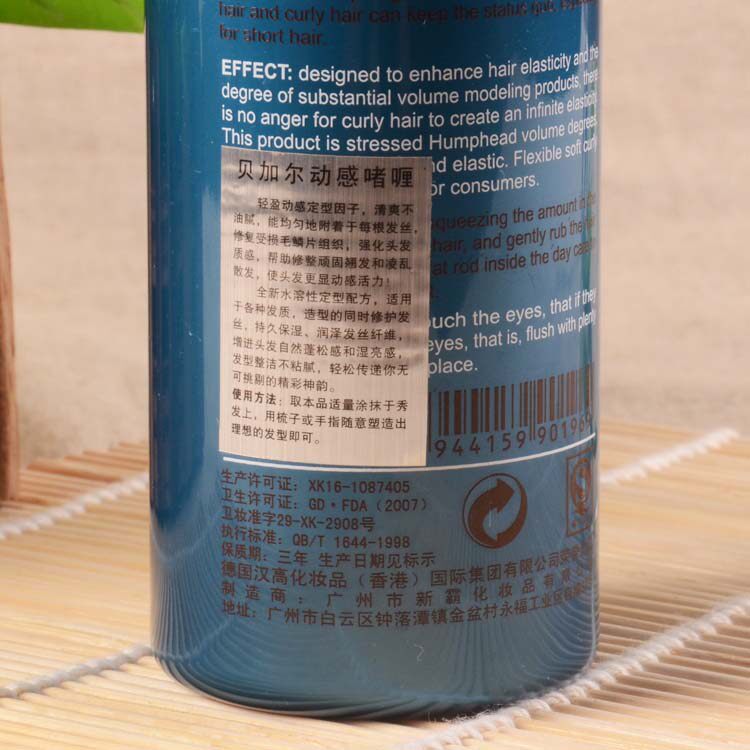 hair and curly hair can keep the status quo,
for short hair.
EFFECT: designed to enhance hair elasticity and the
degree of substantial volume modeling products, there
is no anger for curly hair to create an infinite elasticity
This product is stressed Humphead volume degrees.
nd elastic. Flexible soft curly
or consumers.
queezing the amount in the
hair, and gently rub the
at rod inside the day care
ouch the eyes, that if they
eyes, that is, flush with plenty
place.
贝加尔动感啫喱
轻盈动感定型因子，清爽不
油腻，能均匀地附着于每根发丝，
修复受损毛鳞片组织，强化头发
质感，帮助修整顽固翘发和凌乱
散发，使头发更显动感活力！
全新水溶性定型配方，适用
于各种发质，造型的同时修护发
丝，持久保湿、润泽发丝纤维，
增进头发自然蓬松感和湿亮感，
发型整洁不粘腻，轻松传递你无
可挑剔的精彩神韵。
使用方法：取本品适量涂抹于秀
发上，用梳子或手指随意塑造出
理想的发型即可。
944159 90196
生产许可证：XK16-1087405
卫生许可证：GD·FDA（2007）
卫妆准字29-XK-2908号
执行标准：QB/T 1644-1998
保质期：三年 生产日期见标示
德国汉高化妆品（香港）国际集团有限公司
制造商：广州市新霸化妆品有
地址：广州市白云区钟落潭镇金盆村永福工业区